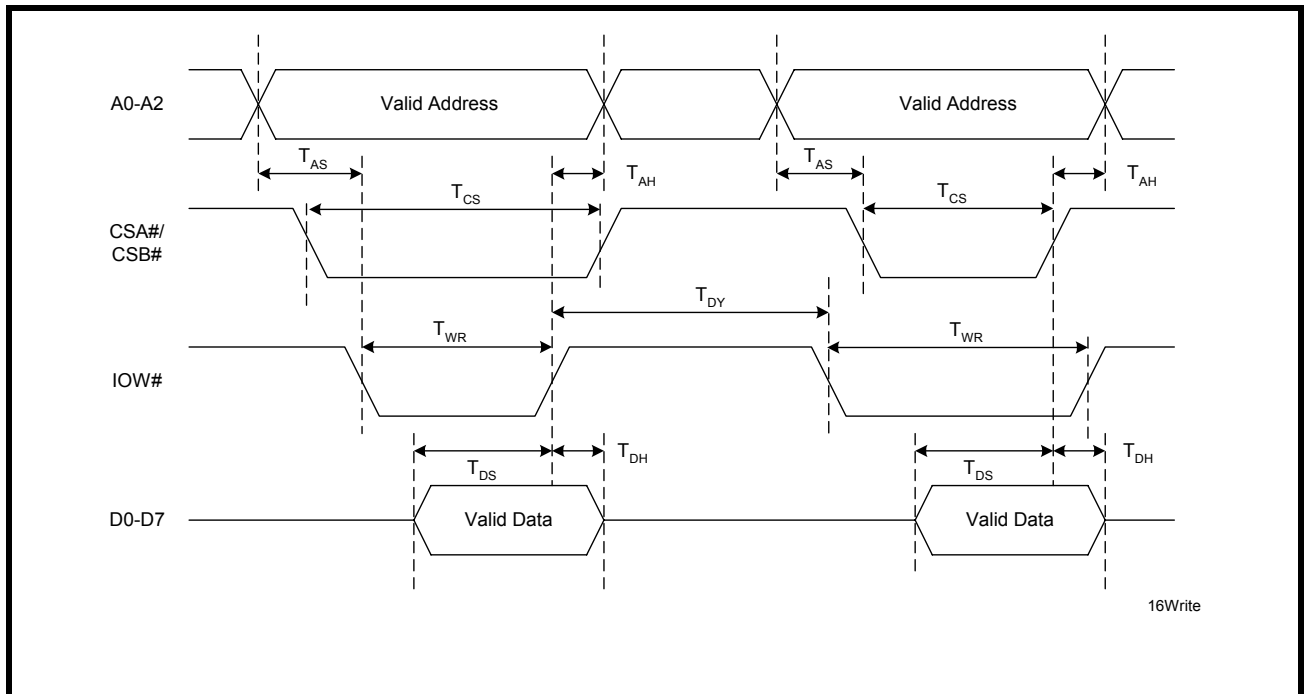 A0-A2
Valid Address
Valid Address
TAS
TAH
TAS
TAH
TCS
TCS
CSA#/
CSB#
TDY
TWR
TWR
IOW#
TDH
TDH
TDS
TDS
D0-D7
Valid Data
Valid Data
16Write